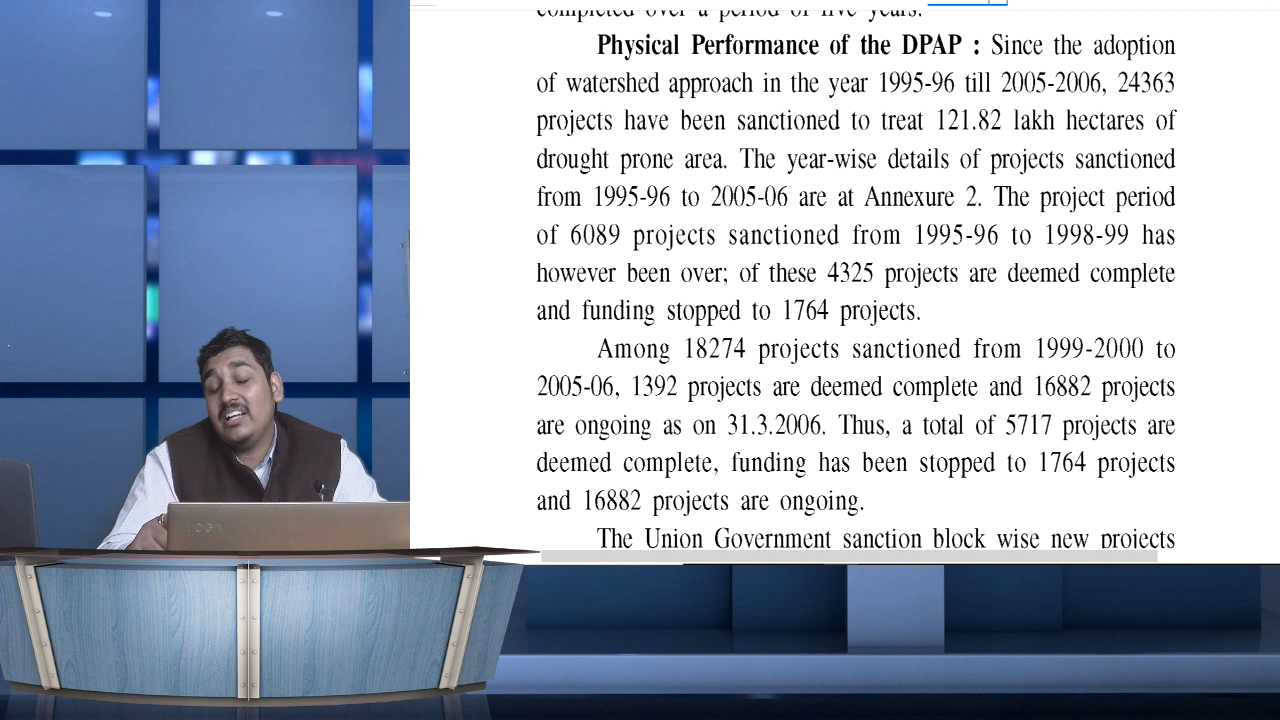 completed over a period of five years.
Physical Performance of the DPAP : Since the adoption
of watershed approach in the year 1995-96 till 2005-2006, 24363
projects have been sanctioned to treat 121.82 lakh hectares of
drought prone area. The year-wise details of projects sanctioned
from 1995-96 to 2005-06 are at Annexure 2. The project period
of 6089 projects sanctioned from 1995-96 to 1998-99 has
however been over; of these 4325 projects are deemed complete
and funding stopped to 1764 projects.
Among 18274 projects sanctioned from 1999-2000 to
2005-06, 1392 projects are deemed complete and 16882 projects
are ongoing as on 31.3.2006. Thus, a total of 5717 projects are
deemed complete, funding has been stopped to 1764 projects
and 16882 projects are ongoing.
The Union Government sanction block wise new projects
YOGA